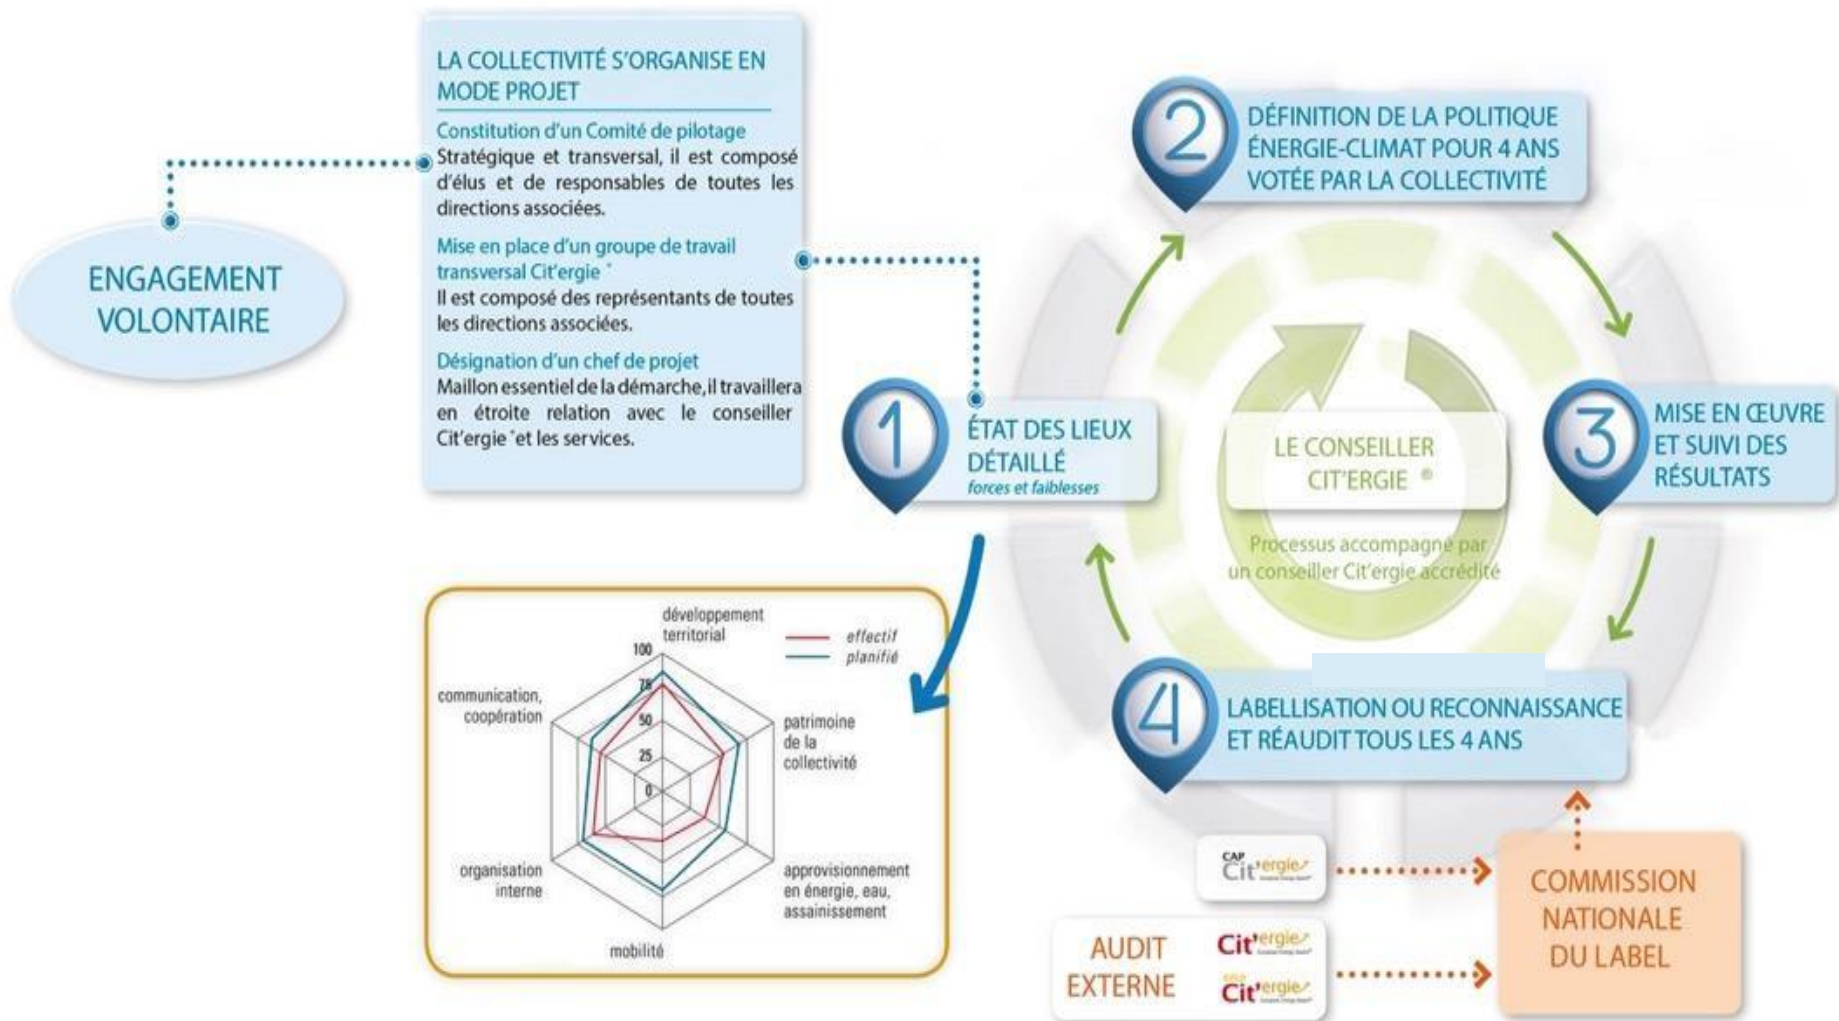 ENGAGEMENT
VOLONTAIRE
LA COLLECTIVITÉ S'ORGANISE EN
MODE PROJET
Constitution d'un Comité de pilotage
Stratégique et transversal, il est composé
d'élus et de responsables de toutes les
directions associées.
Mise en place d'un groupe de travail
transversal Cit'ergie *
Il est composé des représentants de toutes
les directions associées.
Désignation d'un chef de projet
Maillon essentiel de la démarche, il travaillera
en étroite relation avec le conseiller
Cit'ergie * et les services.
1
ÉTAT DES LIEUX
DÉTAILLÉ
forces et faiblesses
2
DÉFINITION DE LA POLITIQUE
ÉNERGIE-CLIMAT POUR 4 ANS
VOTÉE PAR LA COLLECTIVITÉ
3
MISE EN ŒUVRE
ET SUIVI DES
RÉSULTATS
LE CONSEILLER
CIT'ERGIE ®
Processus accompagné par
un conseiller Cit'ergie accrédité
4
LABELLISATION OU RECONNAISSANCE
ET RÉAUDIT TOUS LES 4 ANS
développement
territorial
effectif
planifié
100
75
50
25
0
communication,
coopération
patrimoine
de la
collectivité
organisation
interne
approvisionnement
en énergie, eau,
assainissement
mobilité
CAP
Cit'ergie
AUDIT
EXTERNE
Cit'ergie
Cit'ergie
COMMISSION
NATIONALE
DU LABEL